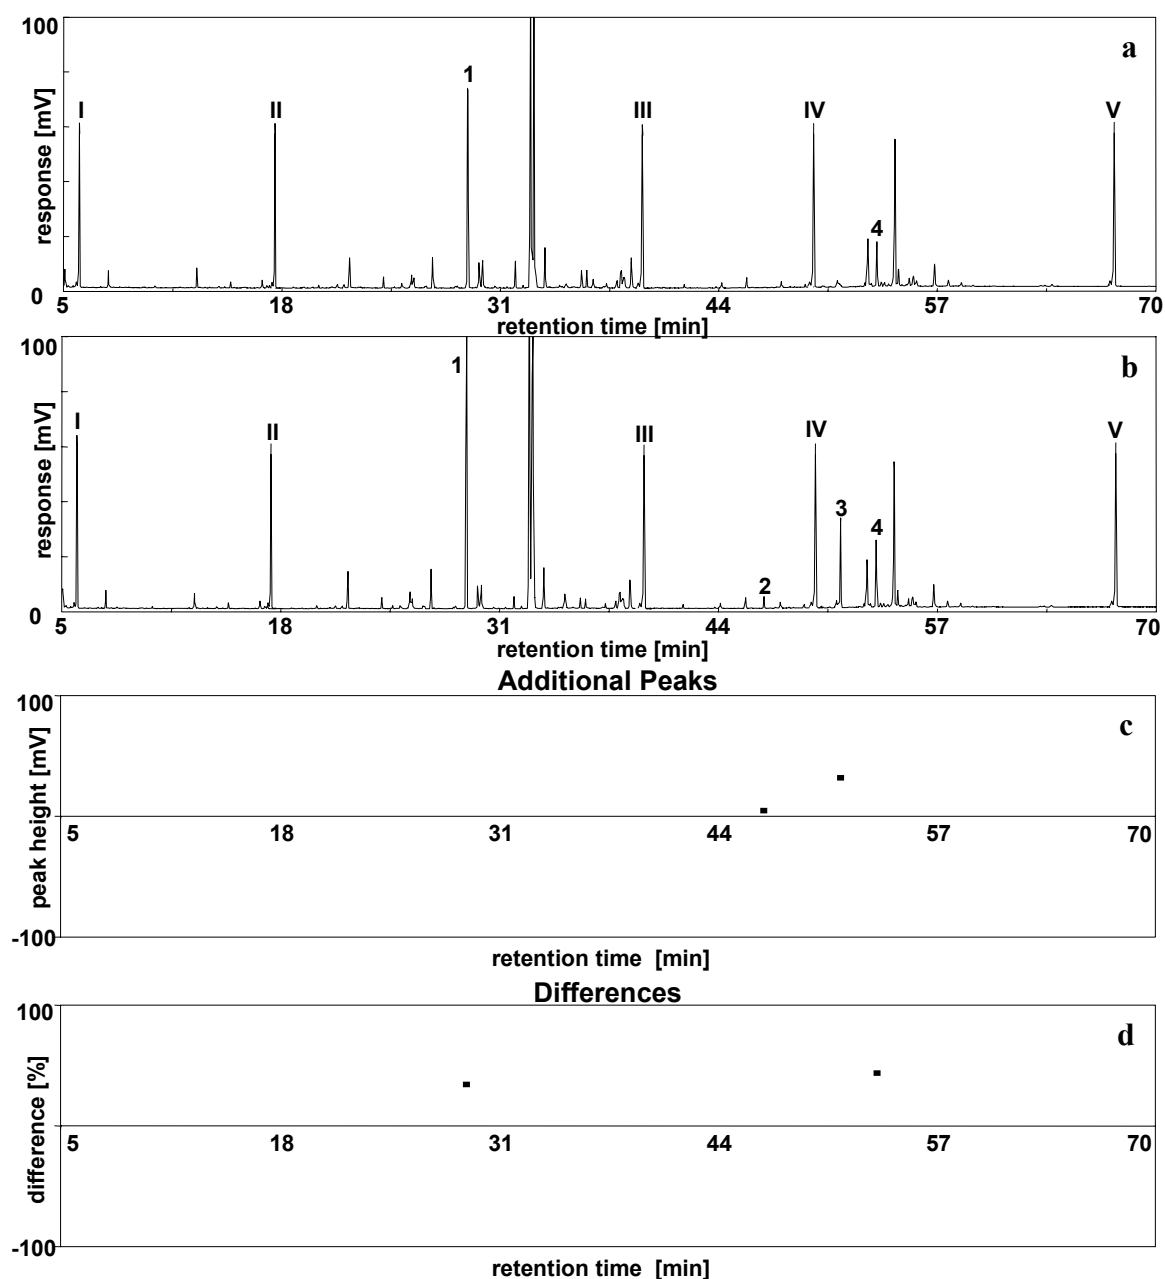 100
a
1
I II III IV V
4
response [mV]
0
5 18 31 44 57 70
retention time [min]
100
b
1
I II III IV V
3
4
2
response [mV]
0
5 18 31 44 57 70
retention time [min]
Additional Peaks
100
c
peak height [mV]
5 18 31 44 57 70
-100
retention time [min]
Differences
100
d
difference [%]
5 18 31 44 57 70
-100
retention time [min]